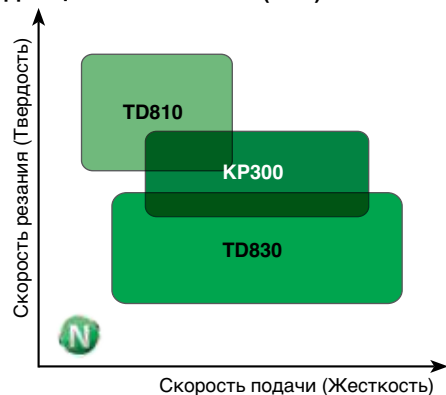 TD810
KP300
TD830
N
Скорость резания (Твердость)
Скорость подачи (Жесткость)